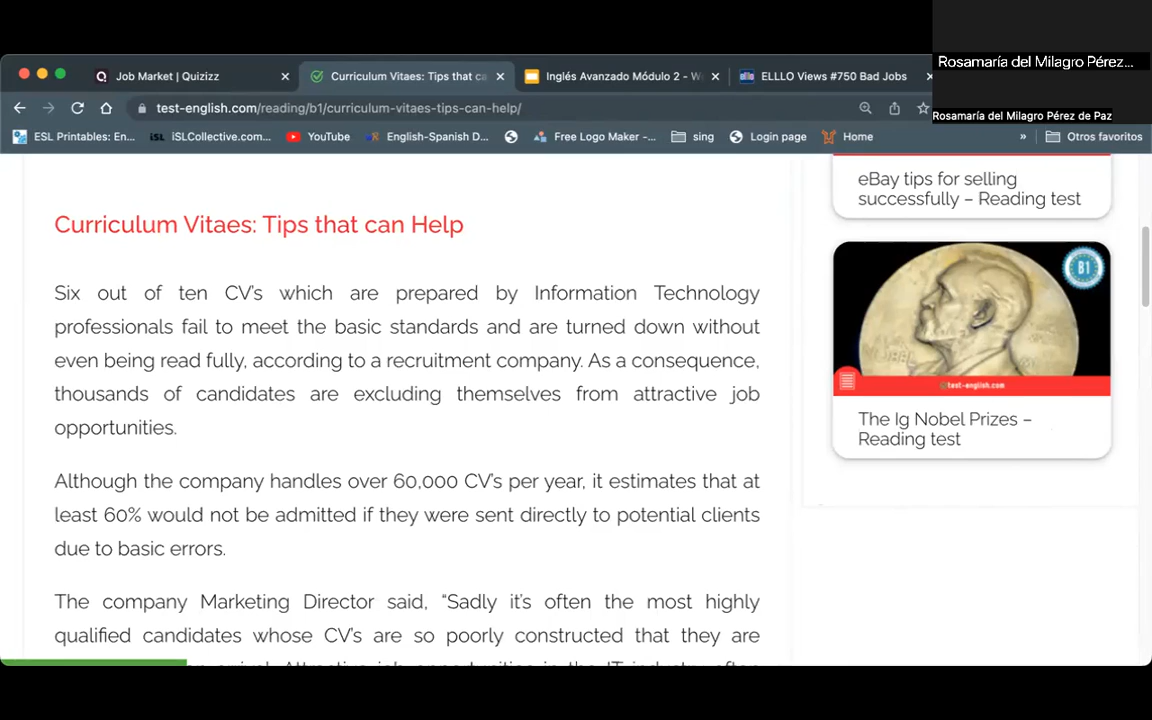 Rosamaría del Milagro Pérez...
Rosamaría del Milagro Pérez de Paz
Job Market | Quizizz
Curriculum Vitaes: Tips that ca
Inglés Avanzado Módulo 2 - W
ELLLO Views #750 Bad Jobs
test-english.com/reading/b1/curriculum-vitaes-tips-can-help/
ESL Printables: En...
iSL iSLCollective.com...
YouTube
English-Spanish D...
Free Logo Maker -...
sing
Login page
Home
»
Otros favoritos
Curriculum Vitaes: Tips that can Help
Six out of ten CV's which are prepared by Information Technology
professionals fail to meet the basic standards and are turned down without
even being read fully, according to a recruitment company. As a consequence,
thousands of candidates are excluding themselves from attractive job
opportunities.
Although the company handles over 60,000 CV's per year, it estimates that at
least 60% would not be admitted if they were sent directly to potential clients
due to basic errors.
The company Marketing Director said, “Sadly it's often the most highly
qualified candidates whose CV's are so poorly constructed that they are
eBay tips for selling
successfully – Reading test
B1
test-english.com
The Ig Nobel Prizes –
Reading test